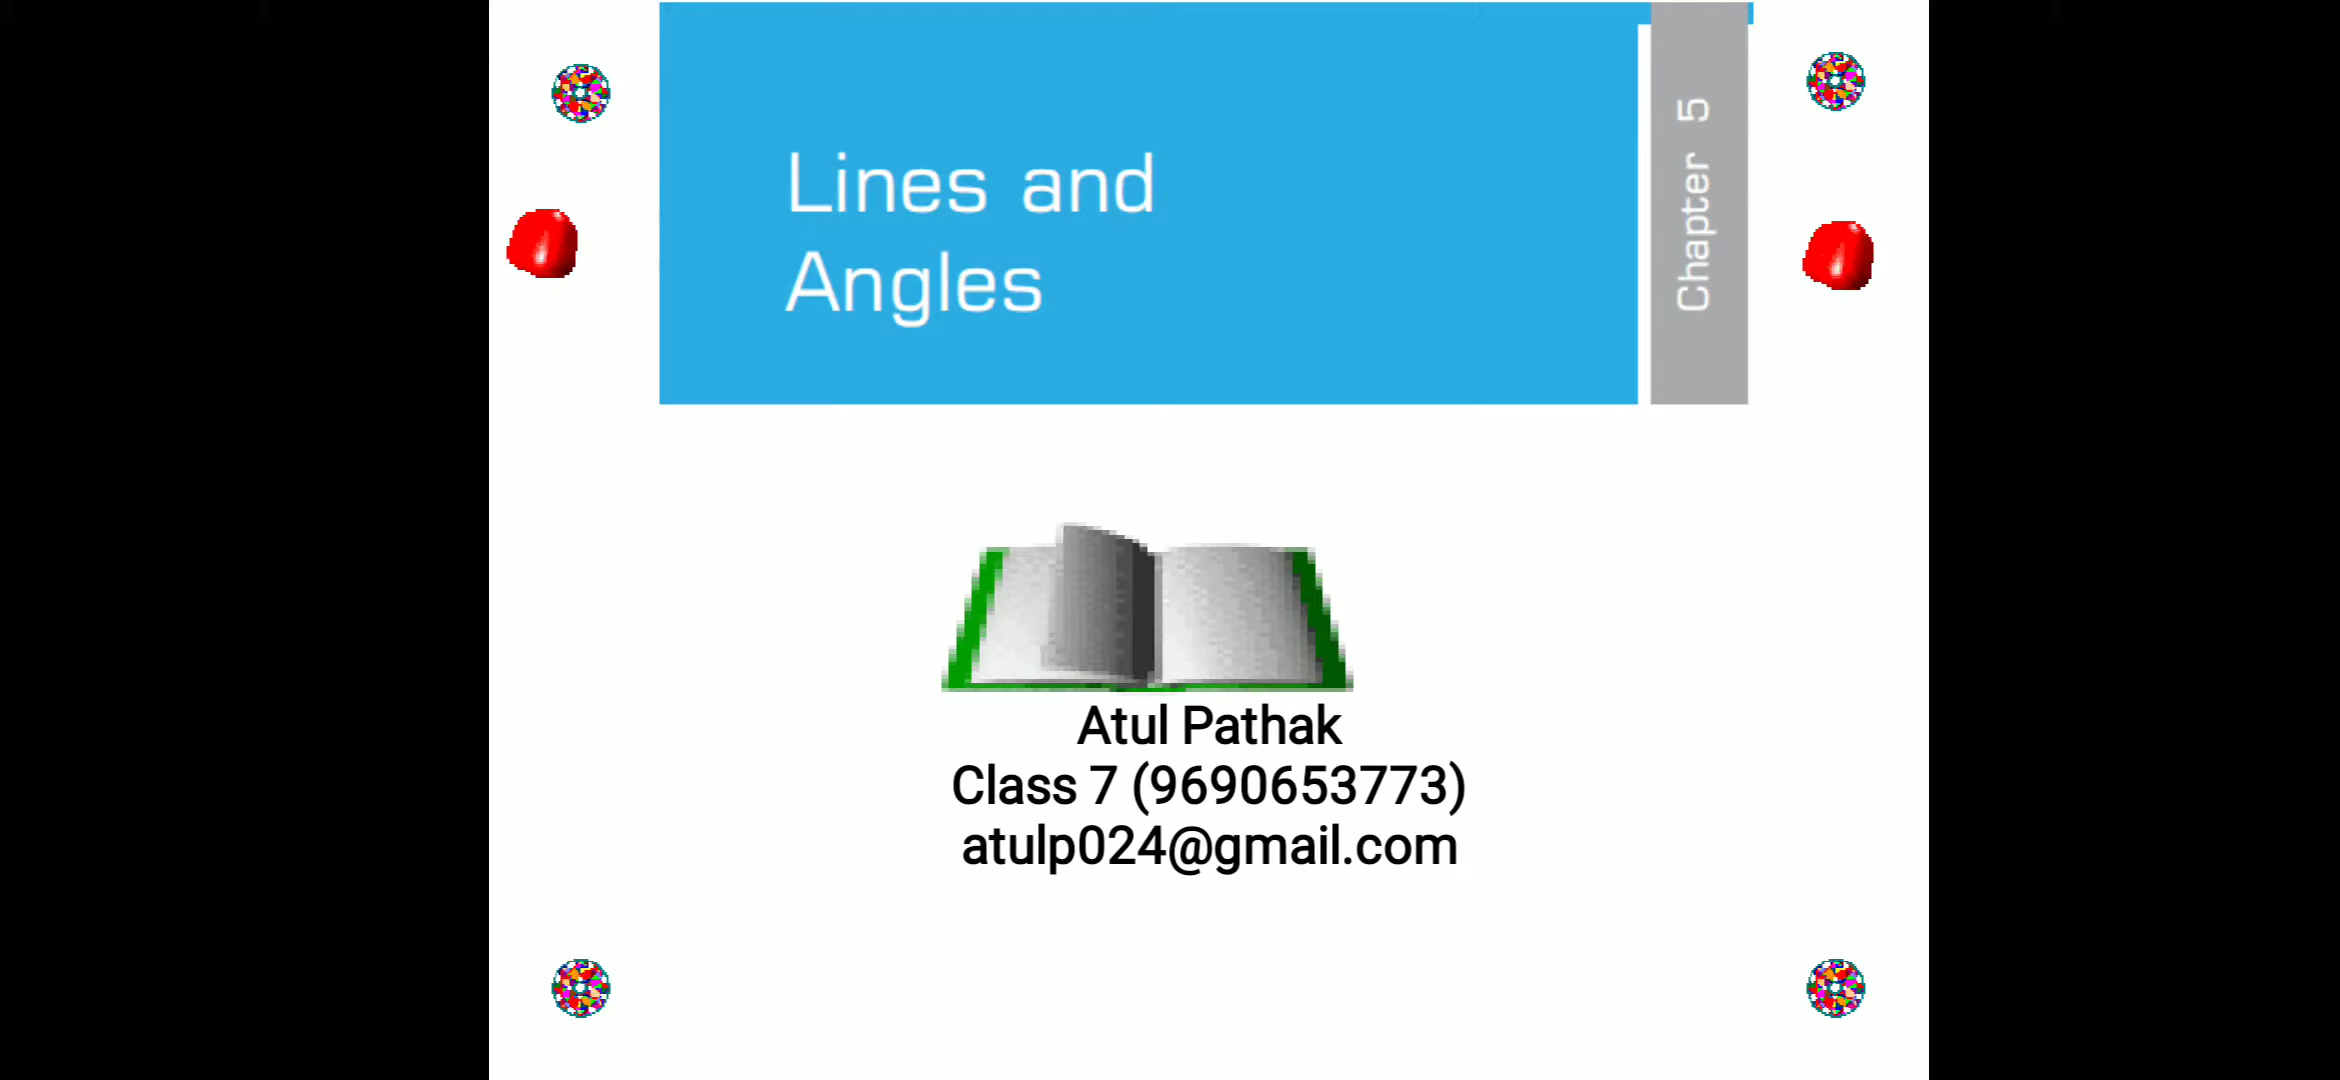 Lines and
Angles
Chapter 5
Atul Pathak
Class 7 (9690653773)
atulp024@gmail.com